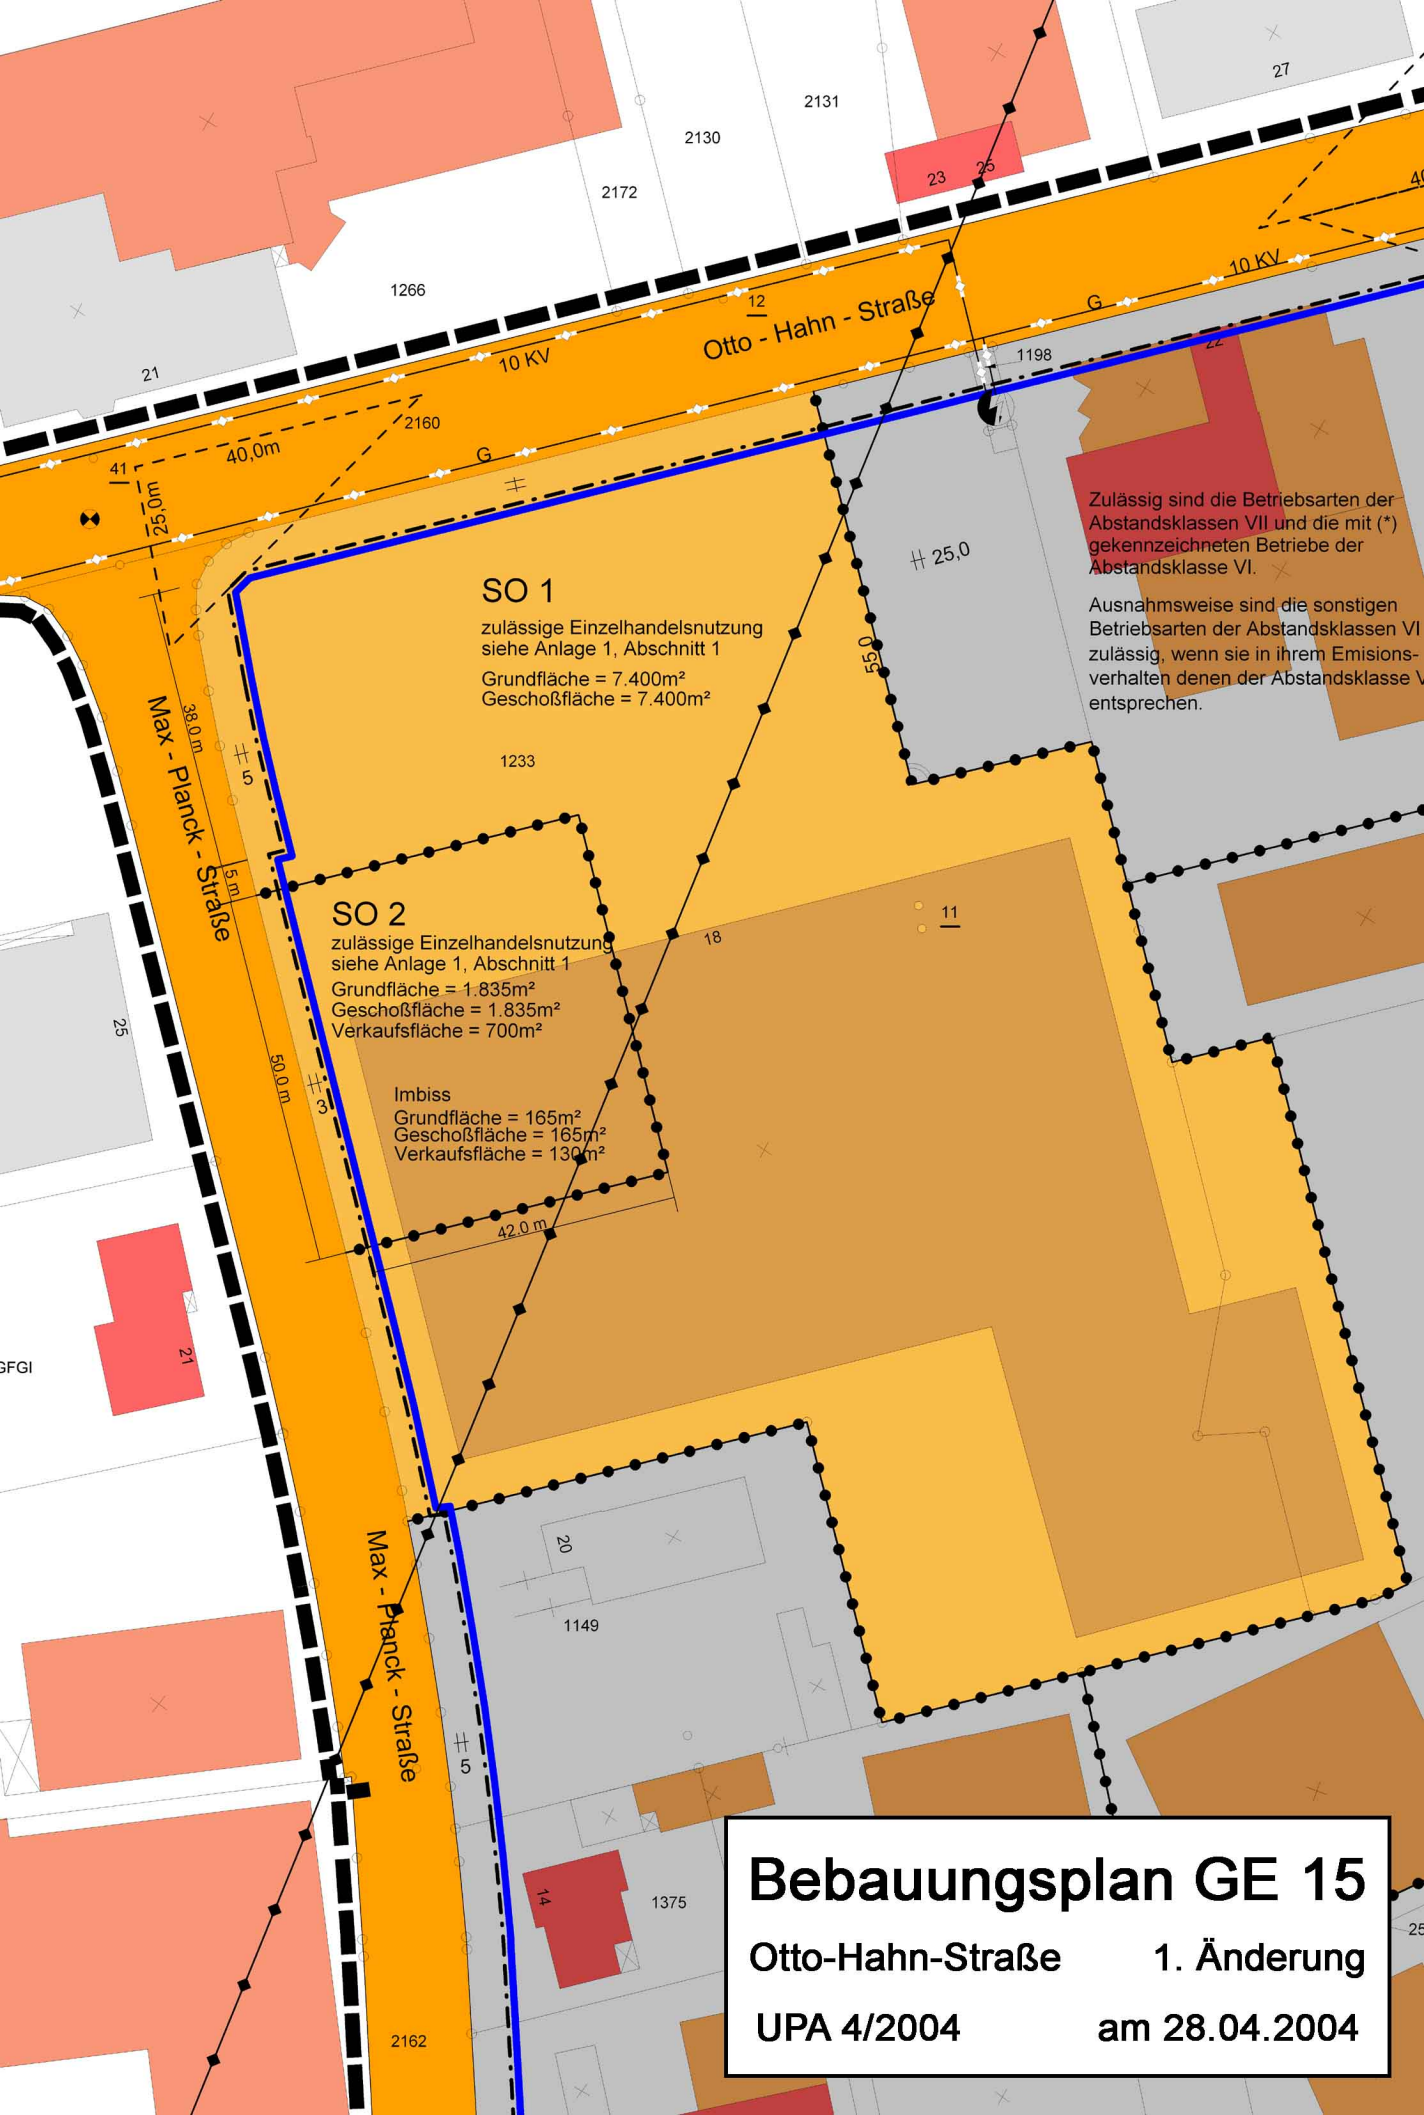 27
2131
2130
23
25
2172
40
1266
12
10 KV
Otto - Hahn - Straße
G
1198
22
10 KV
21
2160
40,0m
41
G
25,0m
Zulässig sind die Betriebsarten der
Abstandsklassen VII und die mit (*)
gekennzeichneten Betriebe der
Abstandsklasse VI.
Ausnahmsweise sind die sonstigen
Betriebsarten der Abstandsklassen VI
zulässig, wenn sie in ihrem Emisions-
verhalten denen der Abstandsklasse V
entsprechen.
25,0
55,0
SO 1
zulässige Einzelhandelsnutzung
siehe Anlage 1, Abschnitt 1
Grundfläche = 7.400m²
Geschoßfläche = 7.400m²
1233
38.0 m
5
Max - Planck - Straße
5 m
SO 2
zulässige Einzelhandelsnutzung
siehe Anlage 1, Abschnitt 1
Grundfläche = 1.835m²
Geschoßfläche = 1.835m²
Verkaufsfläche = 700m²
18
11
25
50.0 m
3
Imbiss
Grundfläche = 165m²
Geschoßfläche = 165m²
Verkaufsfläche = 130m²
42.0 m
21
GFGI
20
1149
Max - Planck - Straße
5
14
1375
2162
25
Bebauungsplan GE 15
Otto-Hahn-Straße 1. Änderung
UPA 4/2004 am 28.04.2004